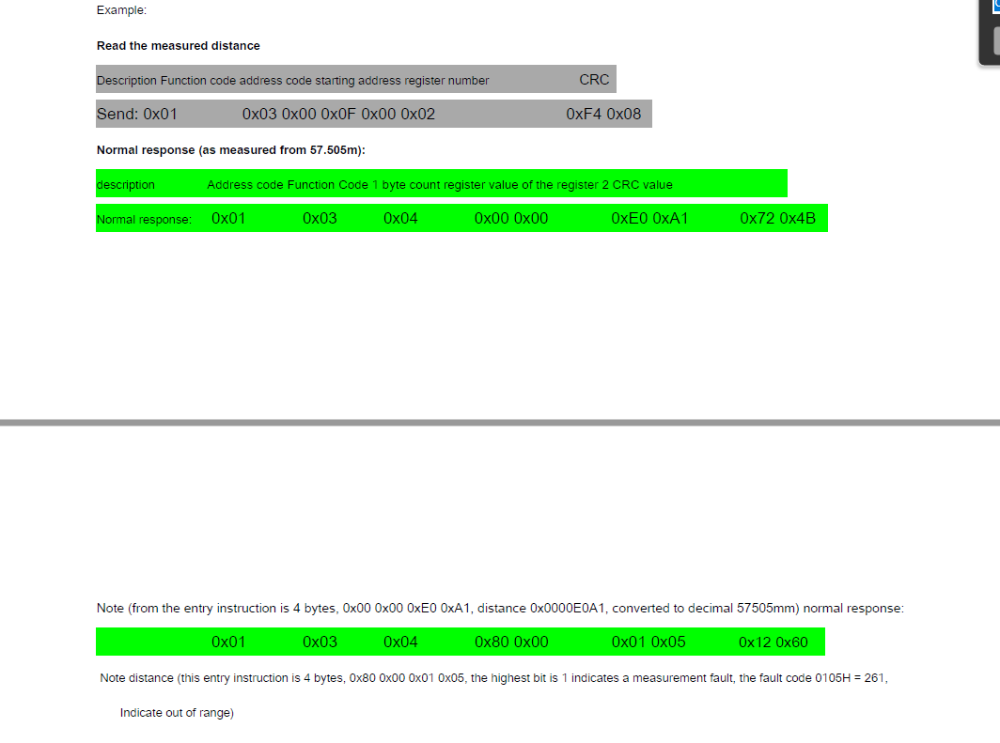 Example:
Read the measured distance
Description Function code address code starting address register number CRC
Send: 0x01 0x03 0x00 0x0F 0x00 0x02 0xF4 0x08
Normal response (as measured from 57.505m):
description Address code Function Code 1 byte count register value of the register 2 CRC value
Normal response: 0x01 0x03 0x04 0x00 0x00 0xE0 0xA1 0x72 0x4B
Note (from the entry instruction is 4 bytes, 0x00 0x00 0xE0 0xA1, distance 0x0000E0A1, converted to decimal 57505mm) normal response:
0x01 0x03 0x04 0x80 0x00 0x01 0x05 0x12 0x60
Note distance (this entry instruction is 4 bytes, 0x80 0x00 0x01 0x05, the highest bit is 1 indicates a measurement fault, the fault code 0105H = 261,
Indicate out of range)